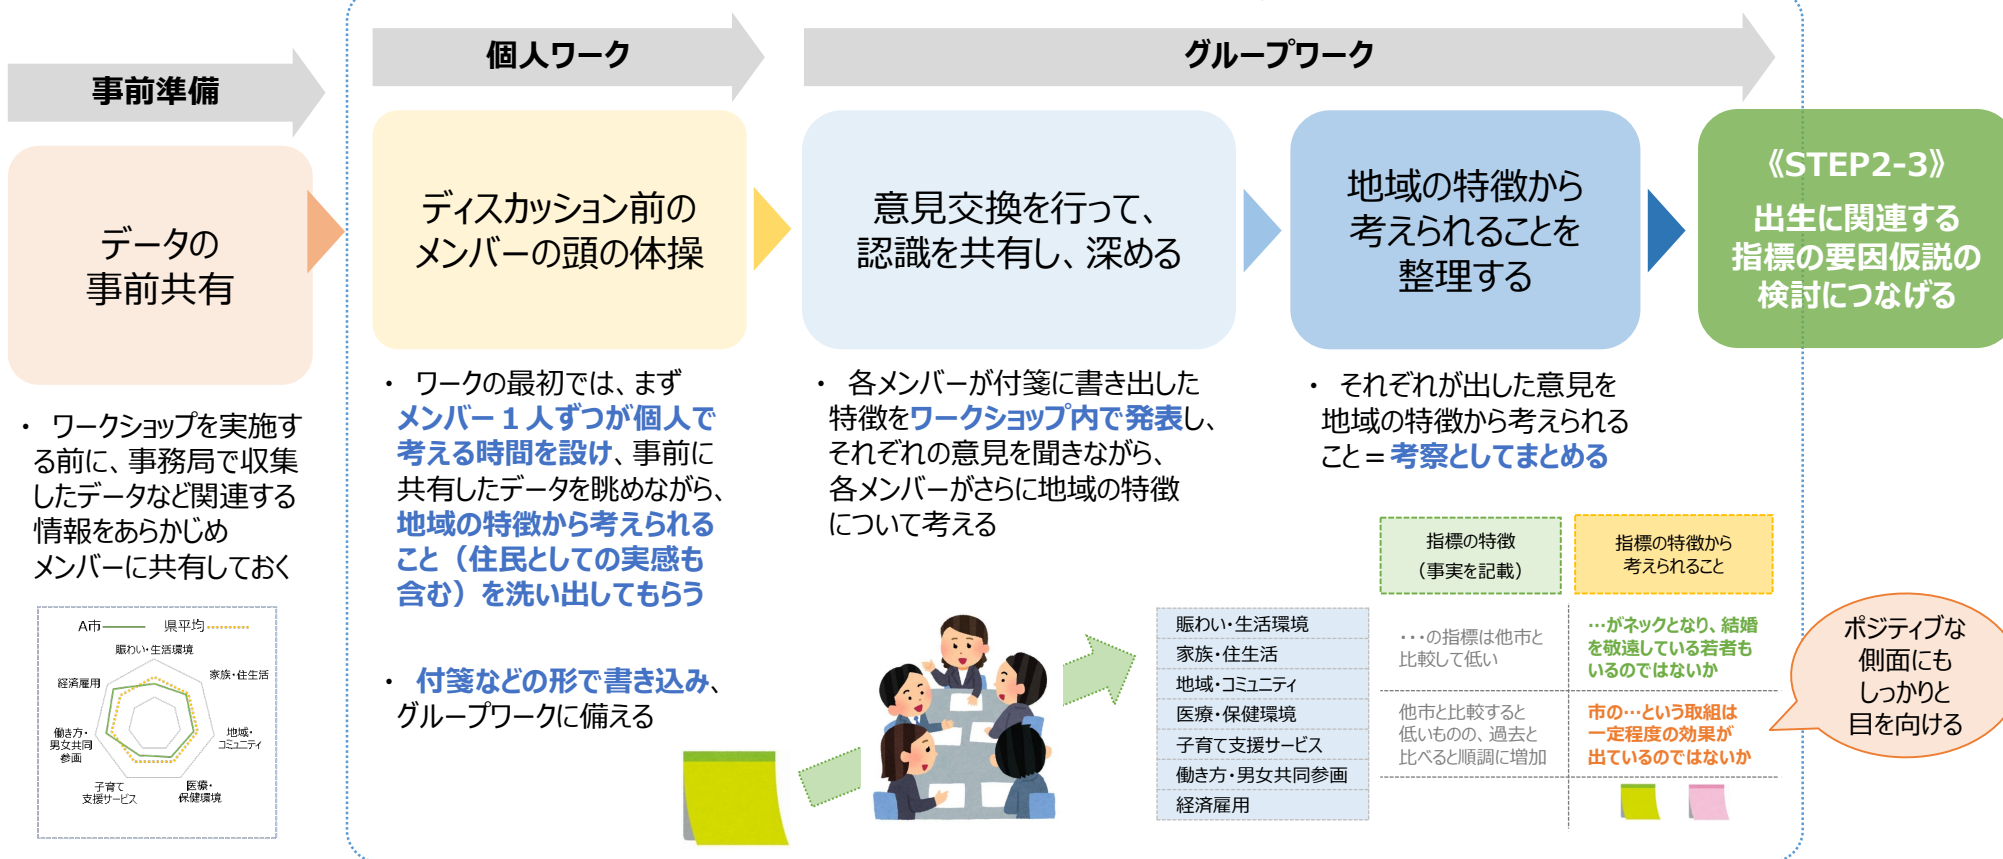 事前準備
データの
事前共有
・ ワークショップを実施す
る前に、事務局で収集
したデータなど関連する
情報をあらかじめ
メンバーに共有しておく
A市
県平均
賑わい・生活環境
家族・住生活
地域・
コミュニティ
医療・
保健環境
子育て
支援サービス
働き方・
男女共同
参画
経済雇用
個人ワーク
ディスカッション前の
メンバーの頭の体操
・ ワークの最初では、まず
メンバー１人ずつが個人で
考える時間を設け、事前に
共有したデータを眺めながら、
地域の特徴から考えられる
こと（住民としての実感も
含む）を洗い出してもらう
・ 付箋などの形で書き込み、
グループワークに備える
グループワーク
意見交換を行って、
認識を共有し、深める
・ 各メンバーが付箋に書き出した
特徴をワークショップ内で発表し、
それぞれの意見を聞きながら、
各メンバーがさらに地域の特徴
について考える
地域の特徴から
考えられることを
整理する
・ それぞれが出した意見を
地域の特徴から考えられる
こと＝考察としてまとめる
賑わい・生活環境
家族・住生活
地域・コミュニティ
医療・保健環境
子育て支援サービス
働き方・男女共同参画
経済雇用
指標の特徴
（事実を記載）
指標の特徴から
考えられること
・・・の指標は他市と
比較して低い
…がネックとなり、結婚
を敬遠している若者も
いるのではないか
他市と比較すると
低いものの、過去と
比べると順調に増加
市の…という取組は
一定程度の効果が
出ているのではないか
ポジティブな
側面にも
しっかりと
目を向ける
《STEP2-3》
出生に関連する
指標の要因仮説の
検討につなげる